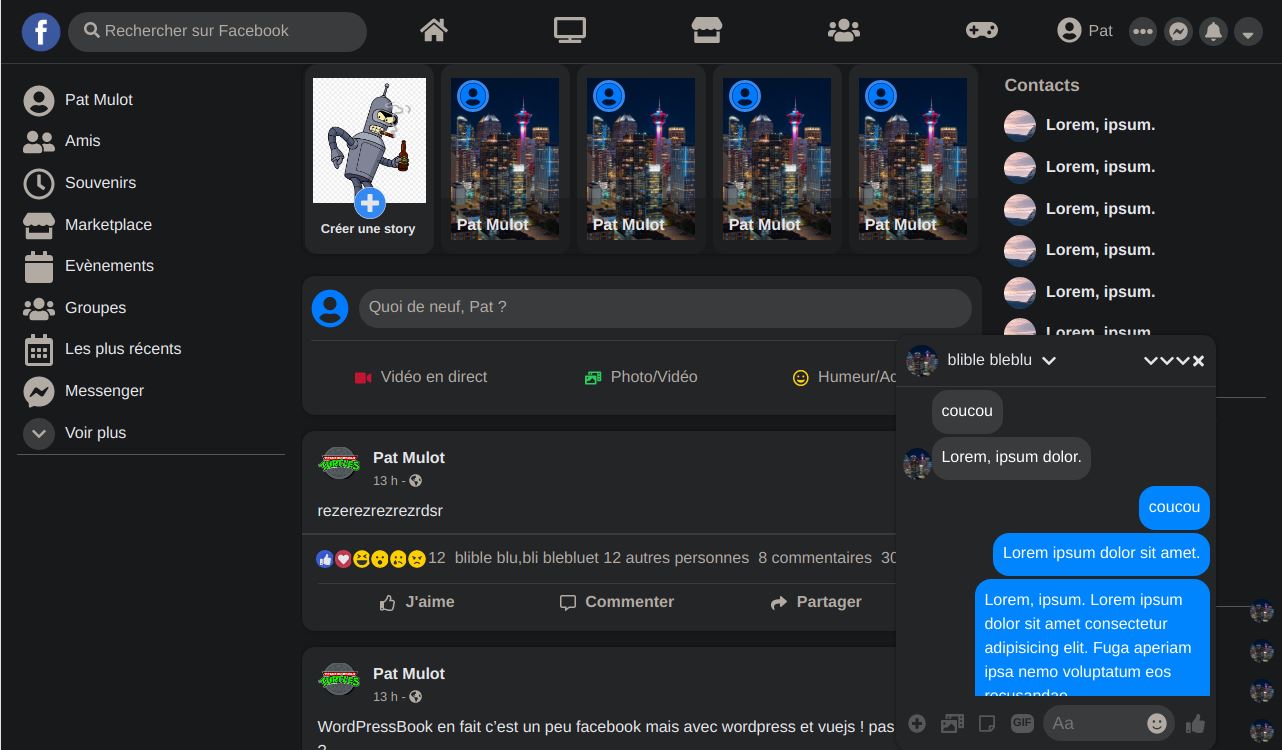 f Rechercher sur Facebook Pat
Pat Mulot
Amis
Souvenirs
Marketplace
Evènements
Groupes
Les plus récents
Messenger
Voir plus
Créer une story
Pat Mulot
Pat Mulot
Pat Mulot
Pat Mulot
Quoi de neuf, Pat ?
Vidéo en direct Photo/Vidéo Humeur/Ac
Pat Mulot
13 h -
rezerezrezrezrdsr
12 blible blu,bli blebluet 12 autres personnes 8 commentaires 30
J'aime Commenter Partager
Pat Mulot
13 h -
WordPressBook en fait c'est un peu facebook mais avec wordpress et vuejs ! pas
?
Contacts
Lorem, ipsum.
Lorem, ipsum.
Lorem, ipsum.
Lorem, ipsum.
Lorem, ipsum.
Lorem, ipsum.
blible bleblu
coucou
Lorem, ipsum dolor.
coucou
Lorem ipsum dolor sit amet.
Lorem, ipsum. Lorem ipsum
dolor sit amet consectetur
adipisicing elit. Fuga aperiam
ipsa nemo voluptatum eos
recusandae
GIF Aa